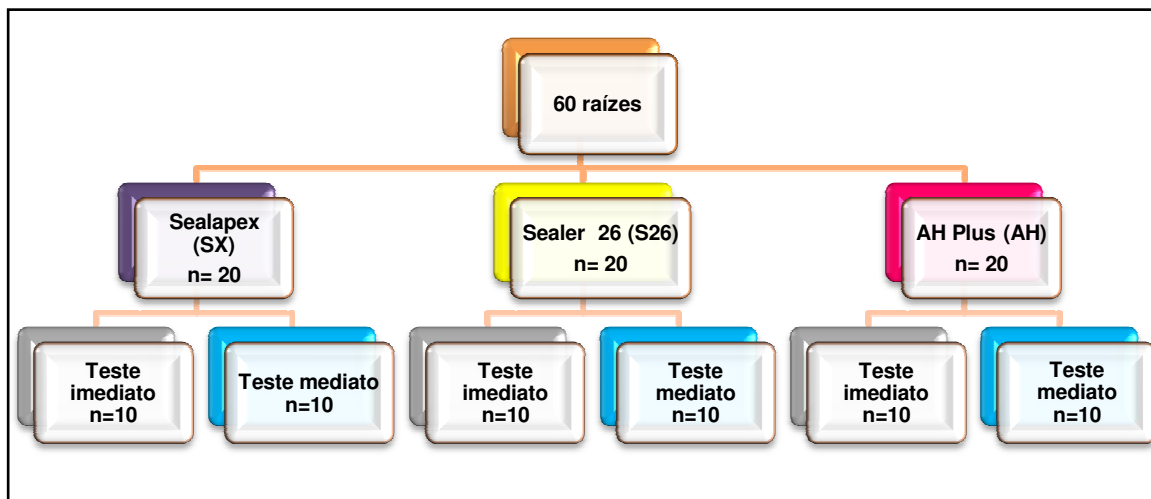 60 raízes
Sealapex
(SX)
n= 20
Sealer 26 (S26)
n= 20
AH Plus (AH)
n= 20
Teste
imediato
n=10
Teste mediato
n=10
Teste
imediato
n=10
Teste
mediato
n=10
Teste
imediato
n=10
Teste
mediato
n=10